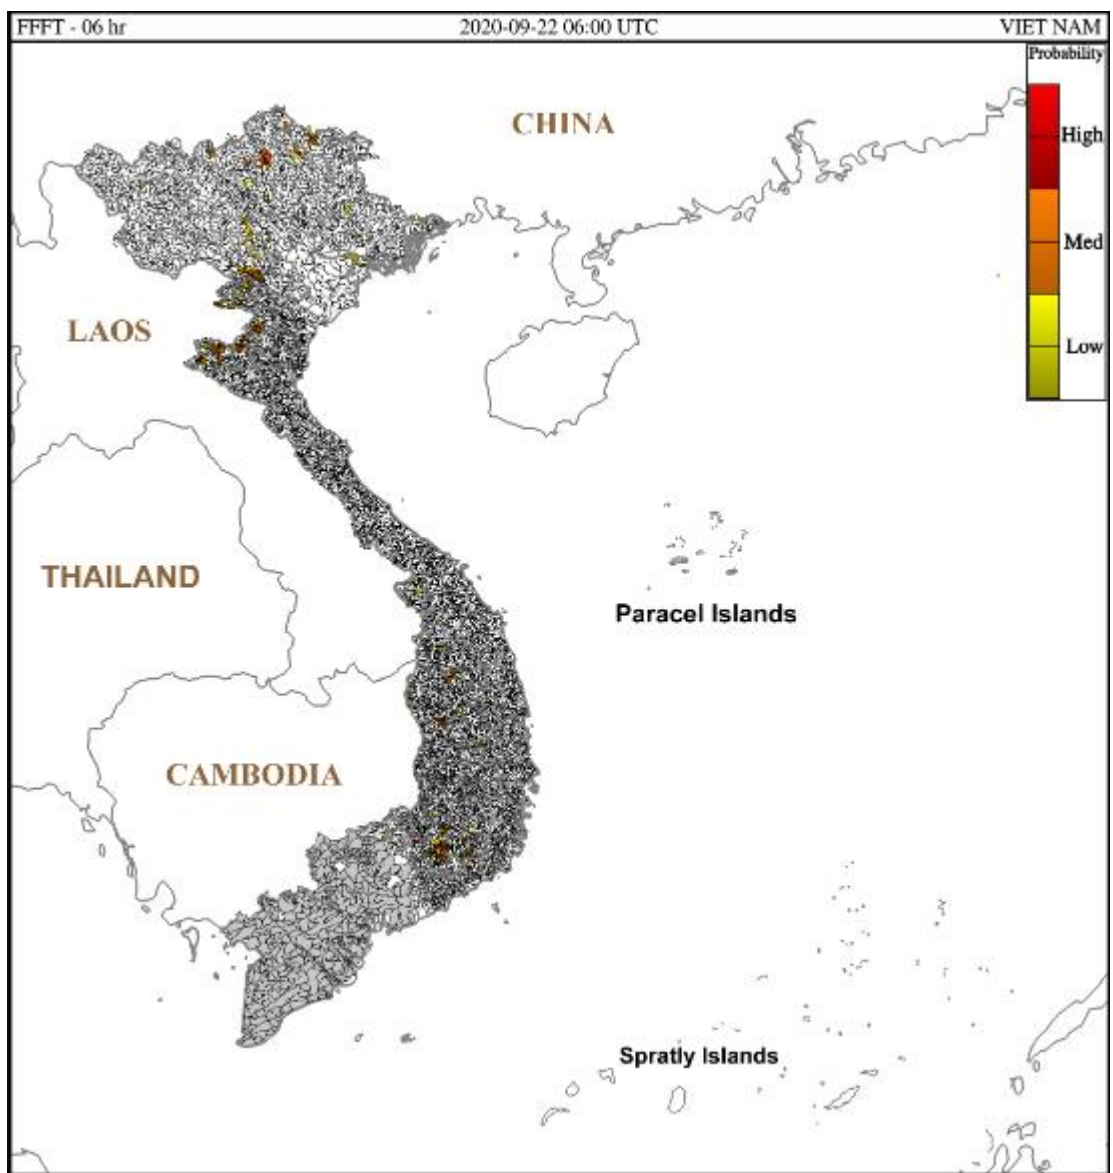 FFFT - 06 hr 2020-09-22 06:00 UTC VIET NAM
Probability
High
Med
Low
CHINA
LAOS
THAILAND
Paracel Islands
CAMBODIA
Spratly Islands